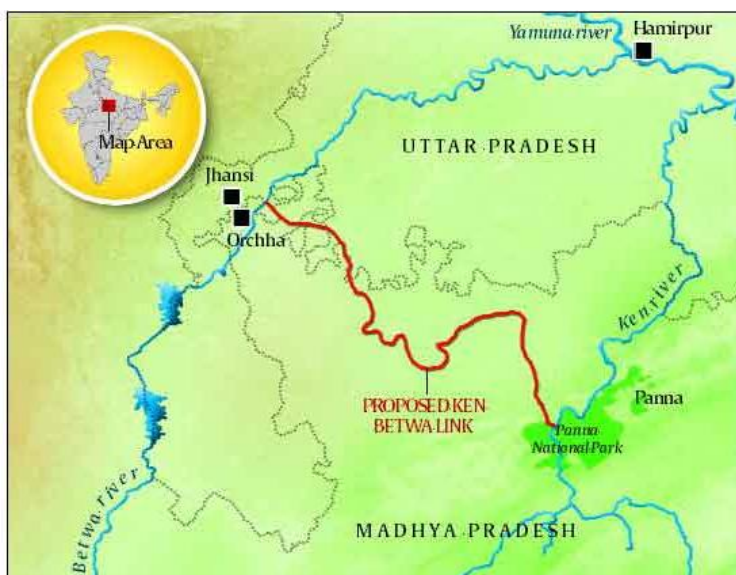 Yamuna river
Hamirpur
Map Area
UTTAR PRADESH
Jhansi
Orchha
Ken river
PROPOSED KEN
BETWA LINK
Panna
Panna
National Park
Betwa river
MADHYA PRADESH